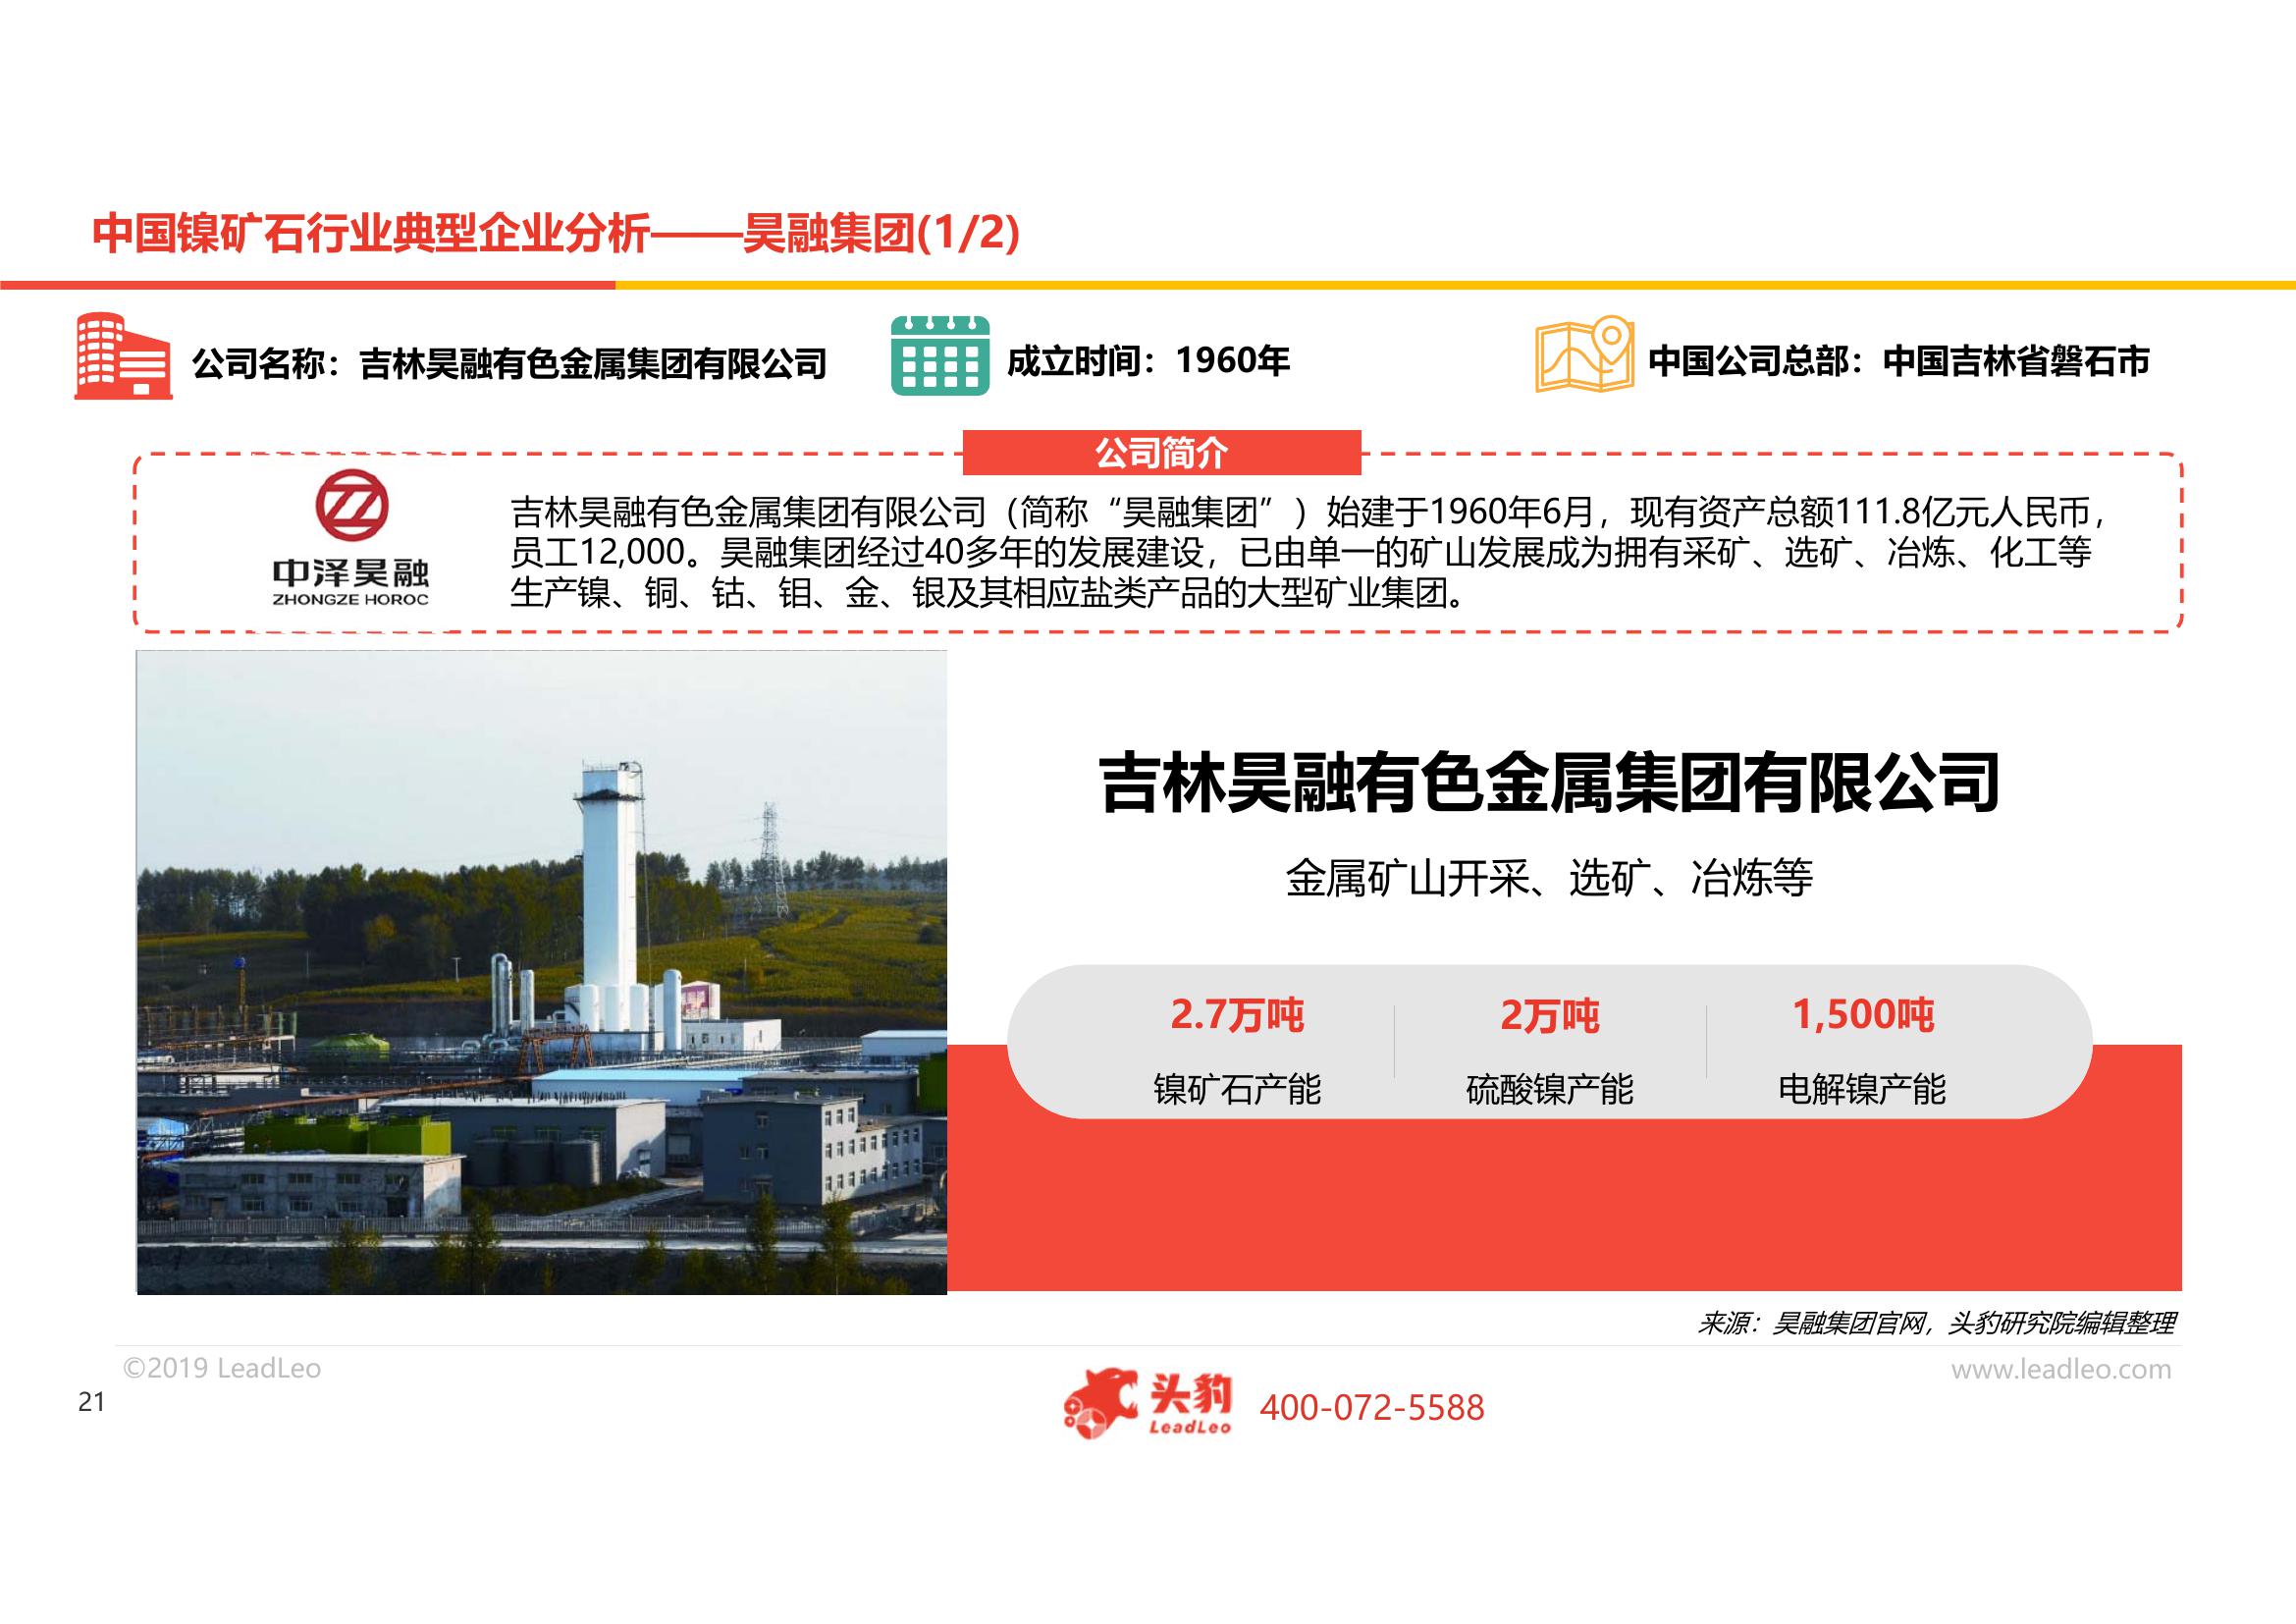 中国镍矿石行业典型企业分析——昊融集团(1/2)
公司名称：吉林昊融有色金属集团有限公司
成立时间：1960年
中国公司总部：中国吉林省磐石市
公司简介
中泽昊融
ZHONGZE HOROC
吉林昊融有色金属集团有限公司（简称“昊融集团”）始建于1960年6月，现有资产总额111.8亿元人民币，
员工12,000。昊融集团经过40多年的发展建设，已由单一的矿山发展成为拥有采矿、选矿、冶炼、化工等
生产镍、铜、钴、钼、金、银及其相应盐类产品的大型矿业集团。
吉林昊融有色金属集团有限公司
金属矿山开采、选矿、冶炼等
2.7万吨
镍矿石产能
2万吨
硫酸镍产能
1,500吨
电解镍产能
来源：昊融集团官网，头豹研究院编辑整理
©2019 LeadLeo
www.leadleo.com
21
头豹
LeadLeo
400-072-5588